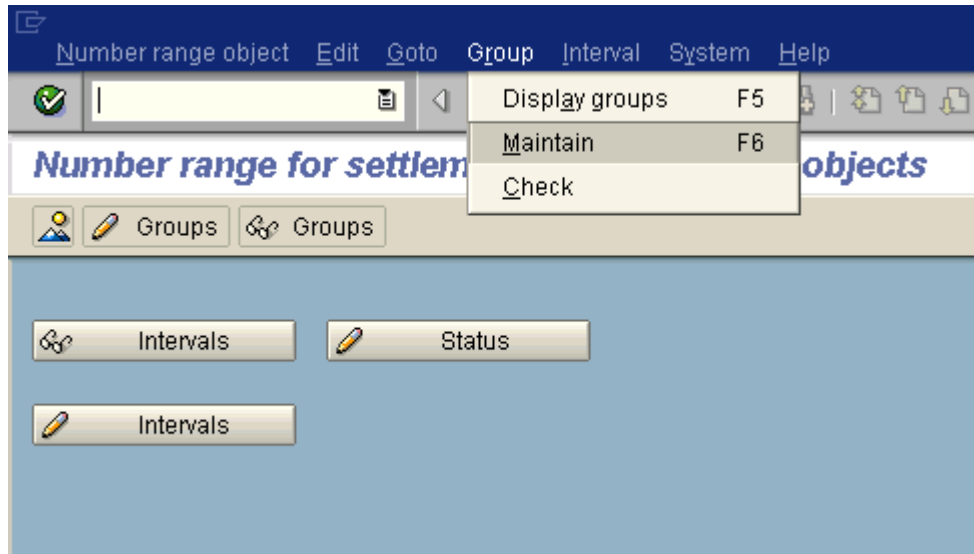 Number range object Edit Goto Group Interval System Help
Display groups F5
Maintain F6
Check
Number range for settlem objects
Groups Groups
Intervals Status
Intervals